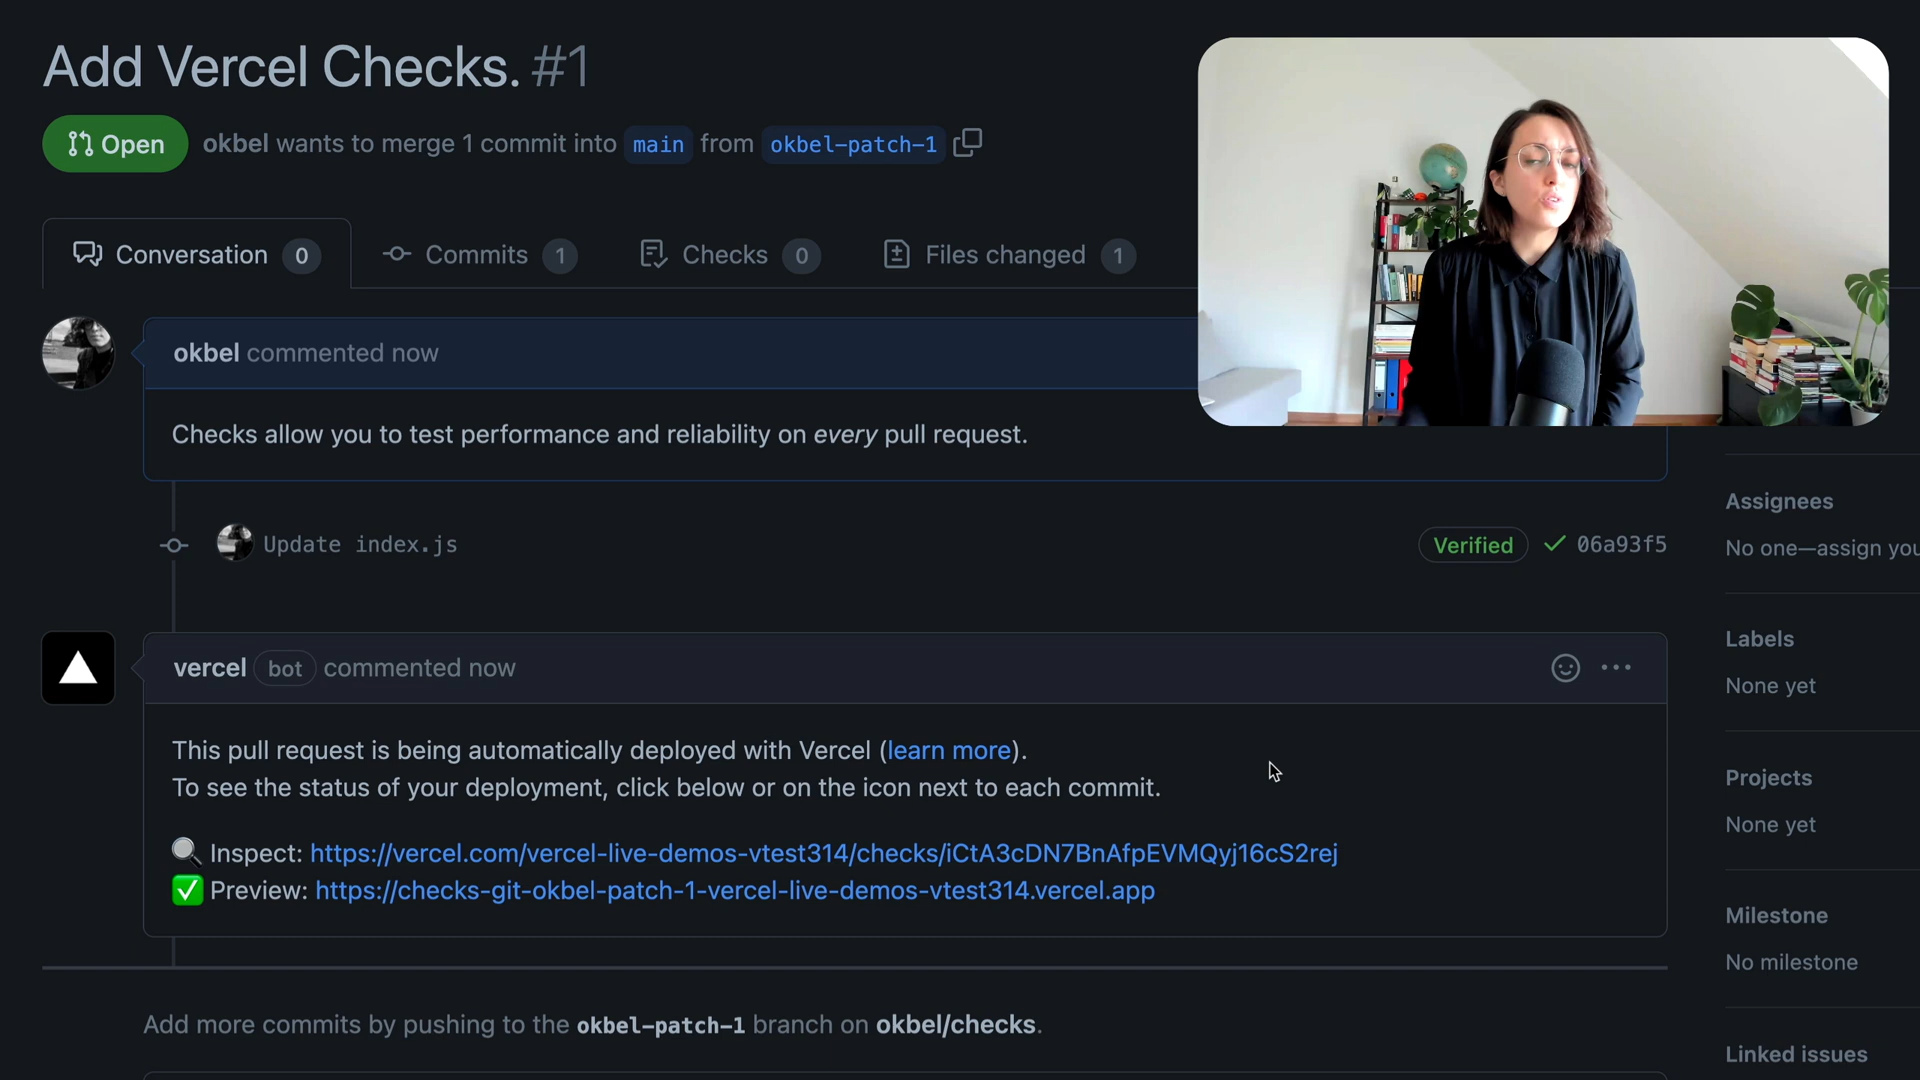 Add Vercel Checks. #1
Open okbel wants to merge 1 commit into main from okbel-patch-1
Conversation 0 Commits 1 Checks 0 Files changed 1
okbel commented now
Checks allow you to test performance and reliability on every pull request.
Update index.js Verified 06a93f5
vercel bot commented now
This pull request is being automatically deployed with Vercel (learn more).
To see the status of your deployment, click below or on the icon next to each commit.
Inspect: https://vercel.com/vercel-live-demos-vtest314/checks/iCtA3cDN7BnAfpEVMQyj16cS2rej
Preview: https://checks-git-okbel-patch-1-vercel-live-demos-vtest314.vercel.app
Add more commits by pushing to the okbel-patch-1 branch on okbel/checks.
Assignees
No one—assign you
Labels
None yet
Projects
None yet
Milestone
No milestone
Linked issues